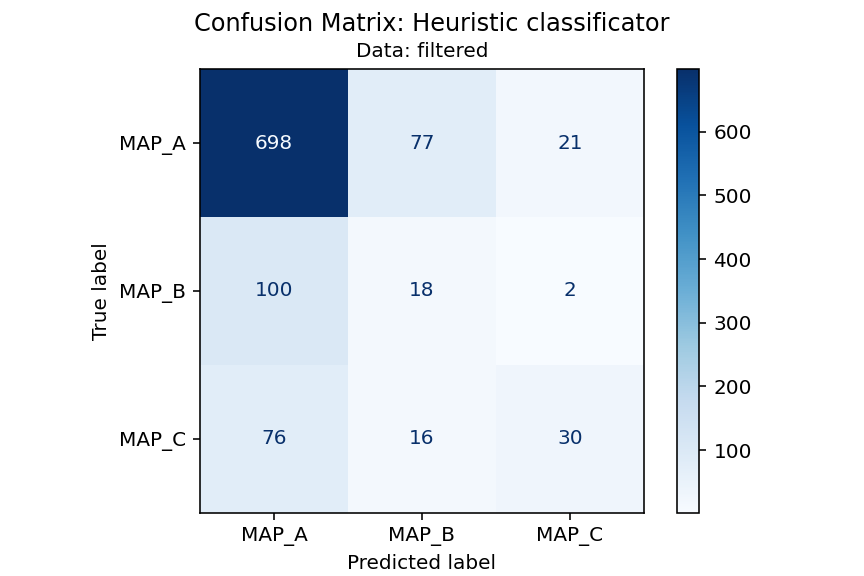 Confusion Matrix: Heuristic classificator
Data: filtered
MAP_A
698
77
21
MAP_B
100
18
2
MAP_C
76
16
30
True label
MAP_A
MAP_B
MAP_C
Predicted label
600
500
400
300
200
100